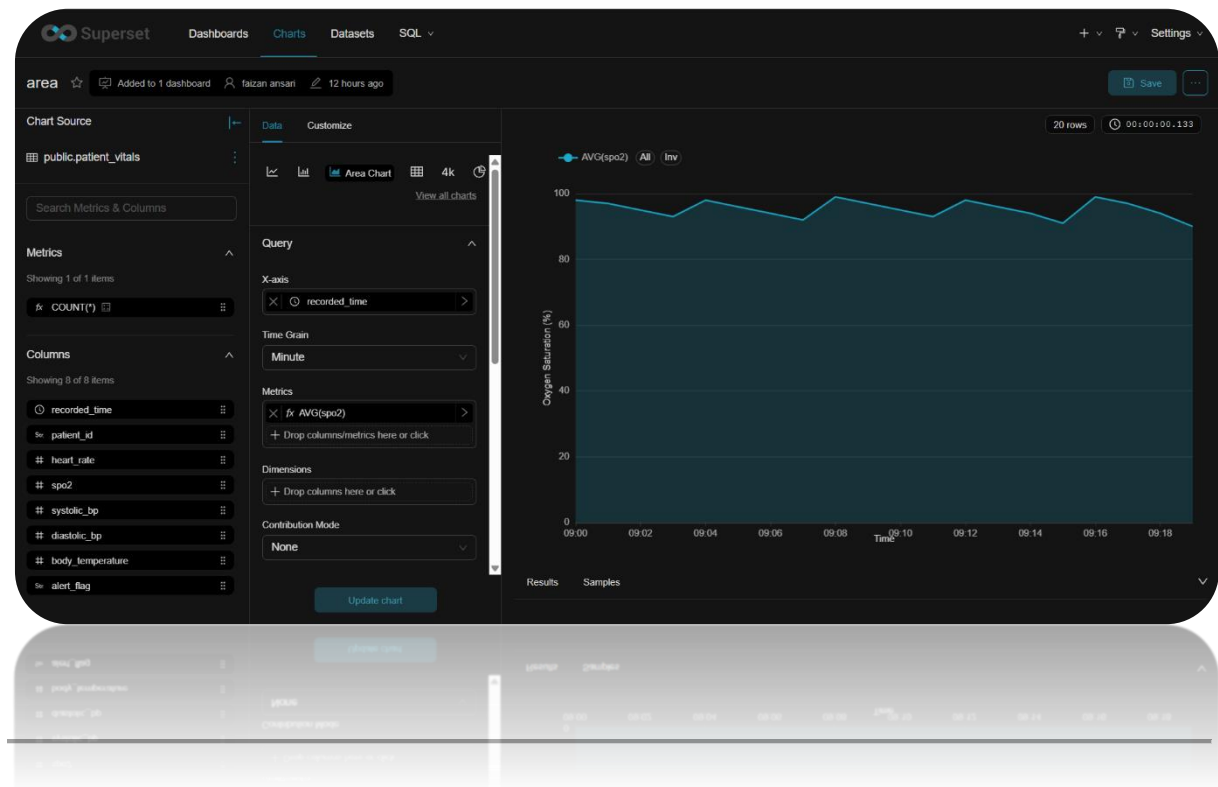 Superset Dashboards Charts Datasets SQL Settings
area Added to 1 dashboard faizan ansari 12 hours ago Save
Chart Source
public.patient_vitals
Search Metrics & Columns
Metrics
Showing 1 of 1 items
fx COUNT(*)
Columns
Showing 8 of 8 items
recorded_time
Str patient_id
# heart_rate
# spo2
# systolic_bp
# diastolic_bp
# body_temperature
Str alert_flag
Data Customize
Area Chart 4k
View all charts
Query
X-axis
recorded_time
Time Grain
Minute
Metrics
fx AVG(spo2)
+ Drop columns/metrics here or click
Dimensions
+ Drop columns here or click
Contribution Mode
None
Update chart
20 rows 00:00:00.133
AVG(spo2) All Inv
100
80
60
40
20
0
Oxygen Saturation (%)
09:00 09:02 09:04 09:06 09:08 09:10 09:12 09:14 09:16 09:18
Time
Results Samples